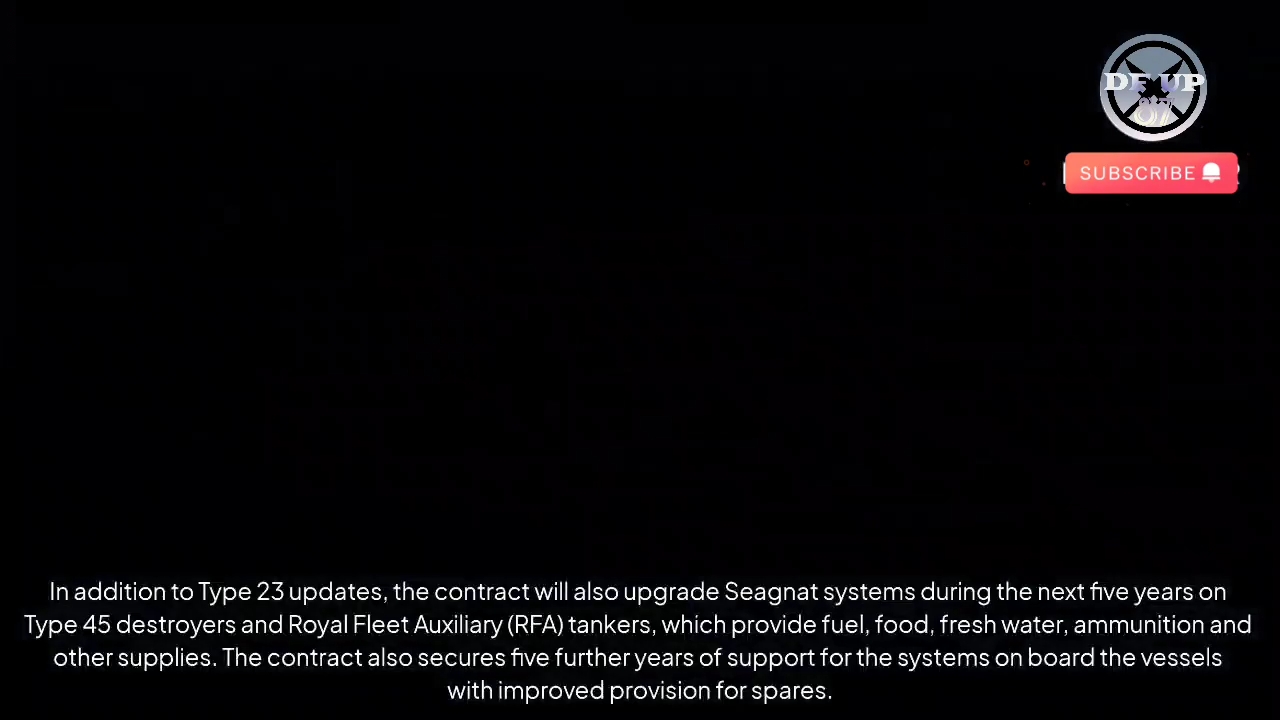 DF UP
SUBSCRIBE
In addition to Type 23 updates, the contract will also upgrade Seagnat systems during the next five years on
Type 45 destroyers and Royal Fleet Auxiliary (RFA) tankers, which provide fuel, food, fresh water, ammunition and
other supplies. The contract also secures five further years of support for the systems on board the vessels
with improved provision for spares.